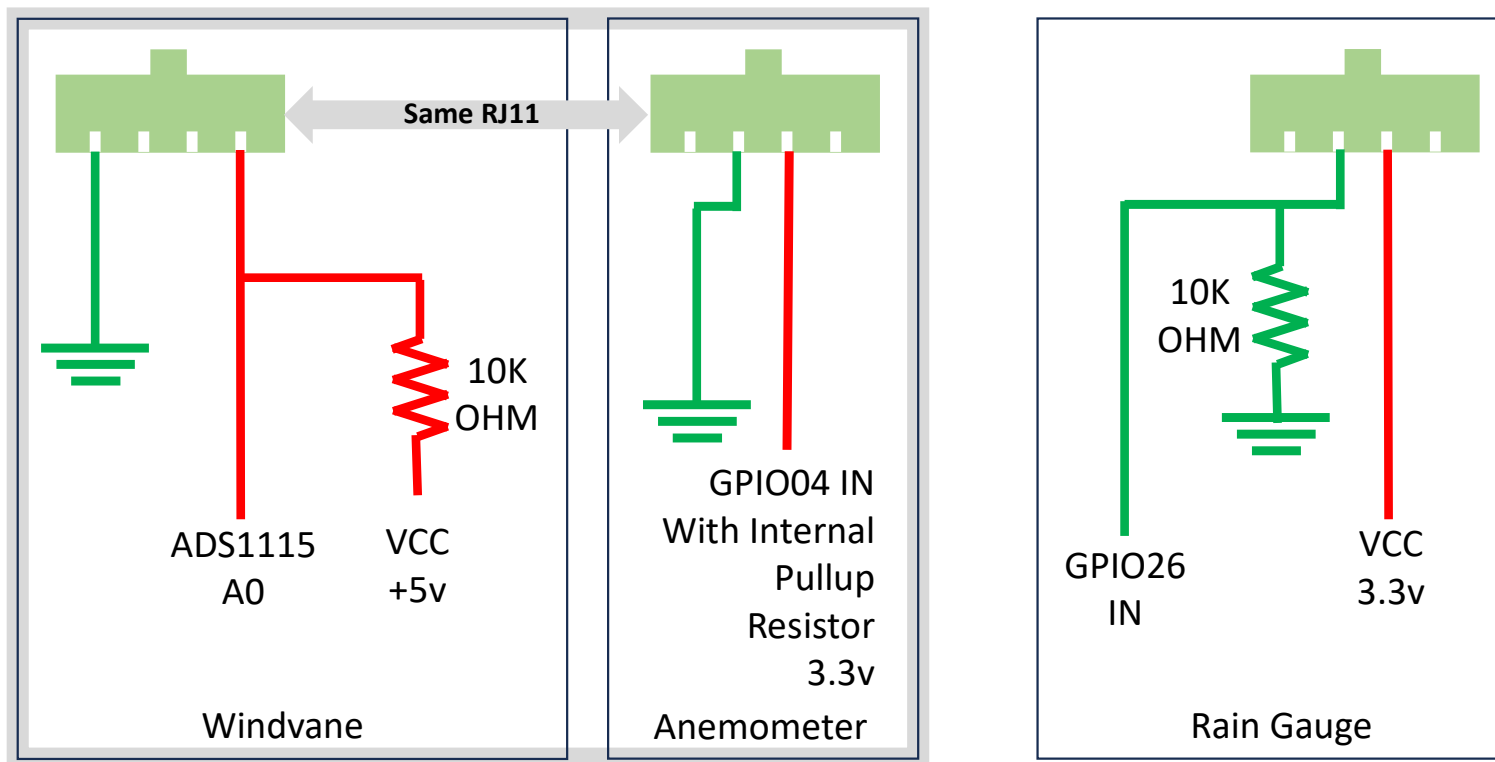 Same RJ11
10K
OHM
ADS1115
A0
VCC
+5v
Windvane
GPIO04 IN
With Internal
Pullup
Resistor
3.3v
Anemometer
10K
OHM
GPIO26
IN
VCC
3.3v
Rain Gauge